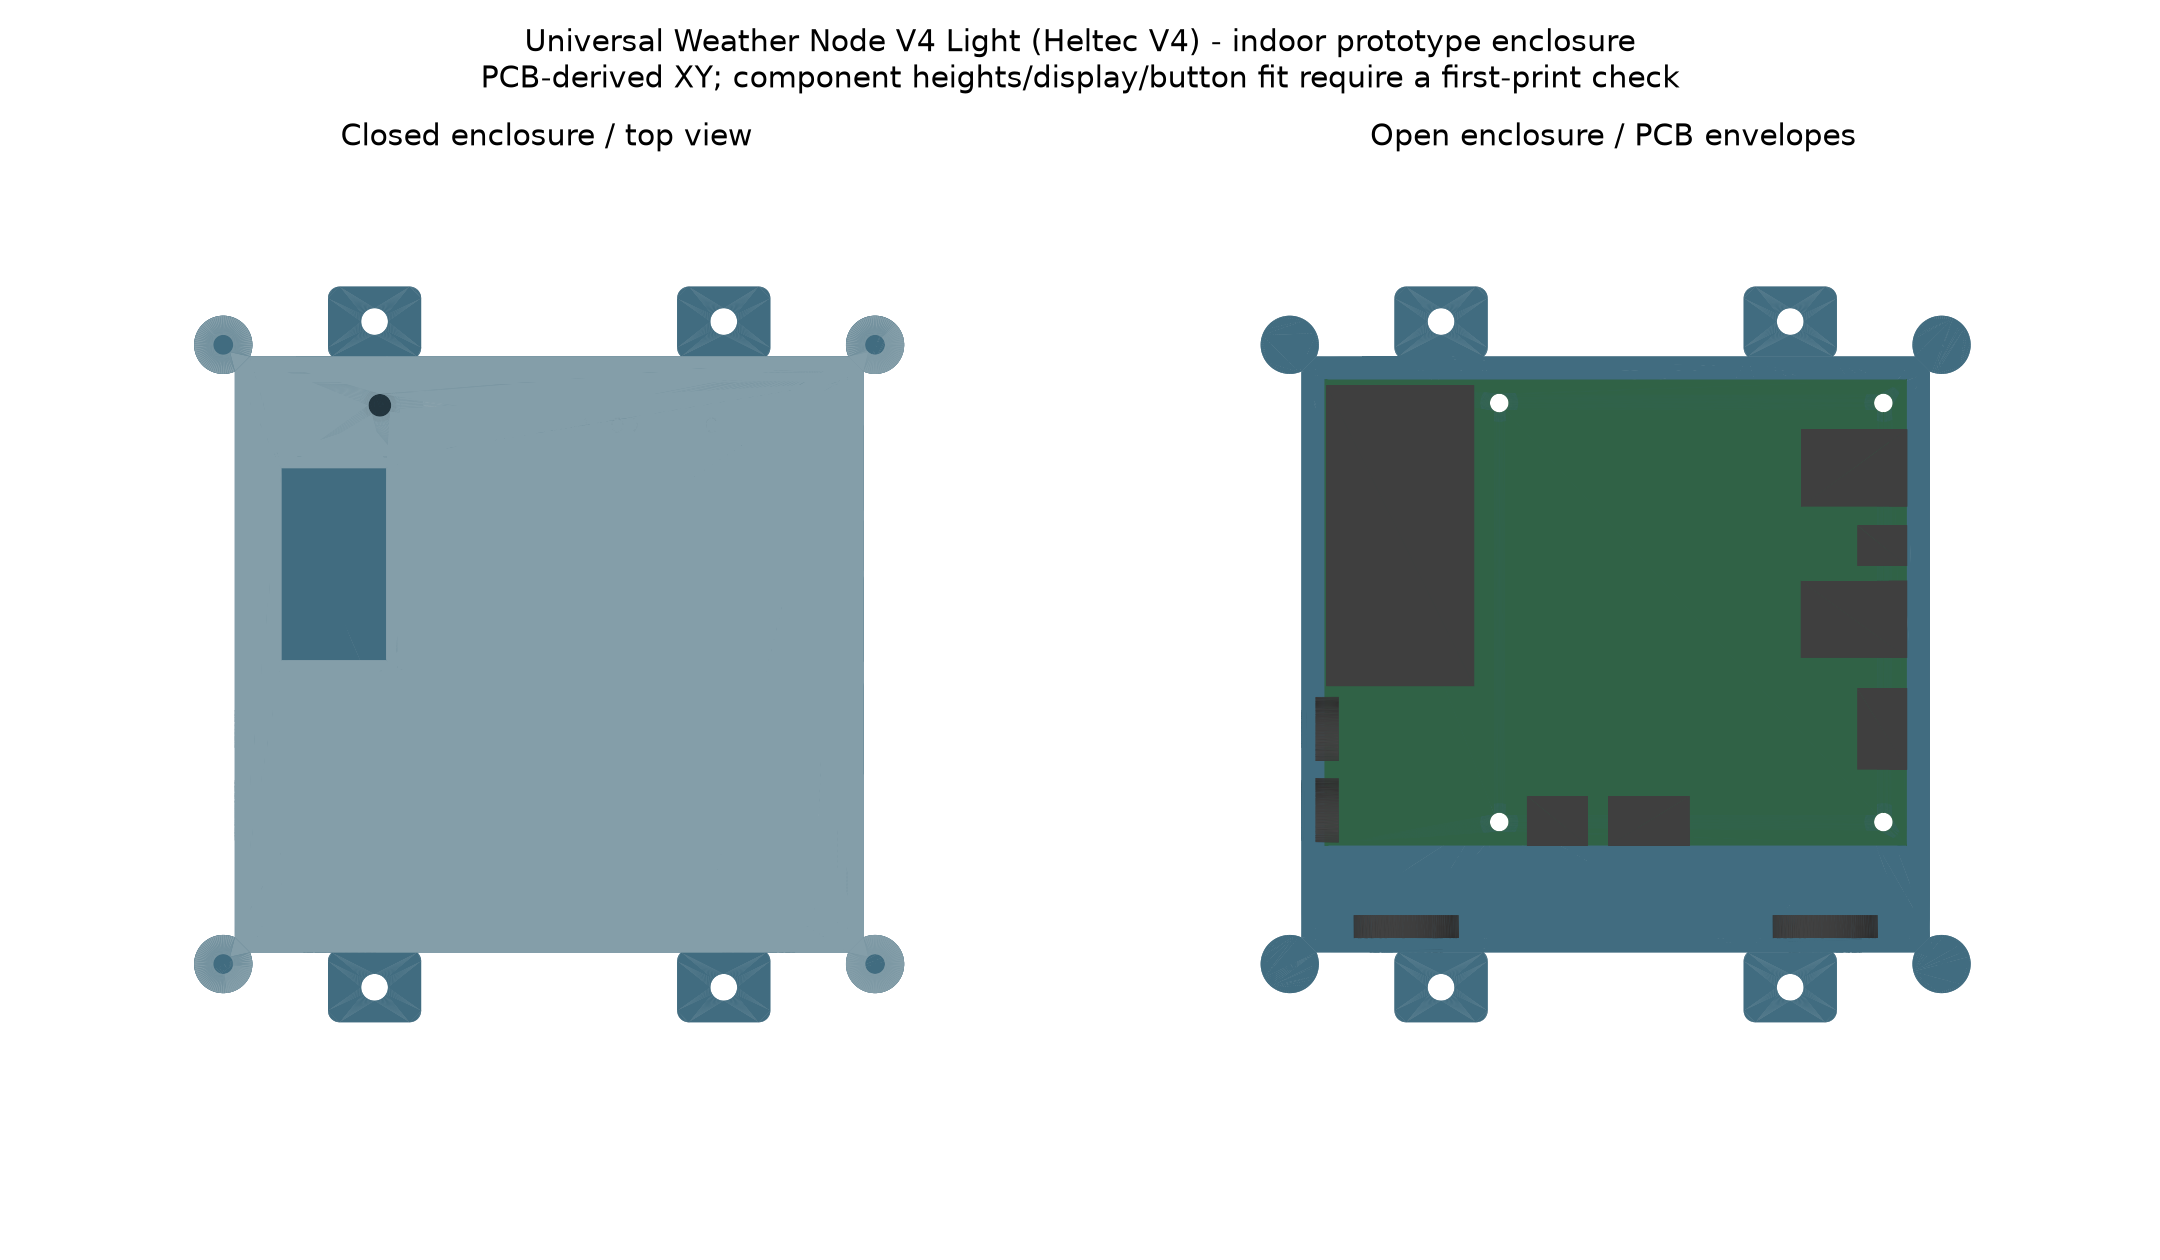 Universal Weather Node V4 Light (Heltec V4) - indoor prototype enclosure
PCB-derived XY; component heights/display/button fit require a first-print check
Closed enclosure / top view
Open enclosure / PCB envelopes